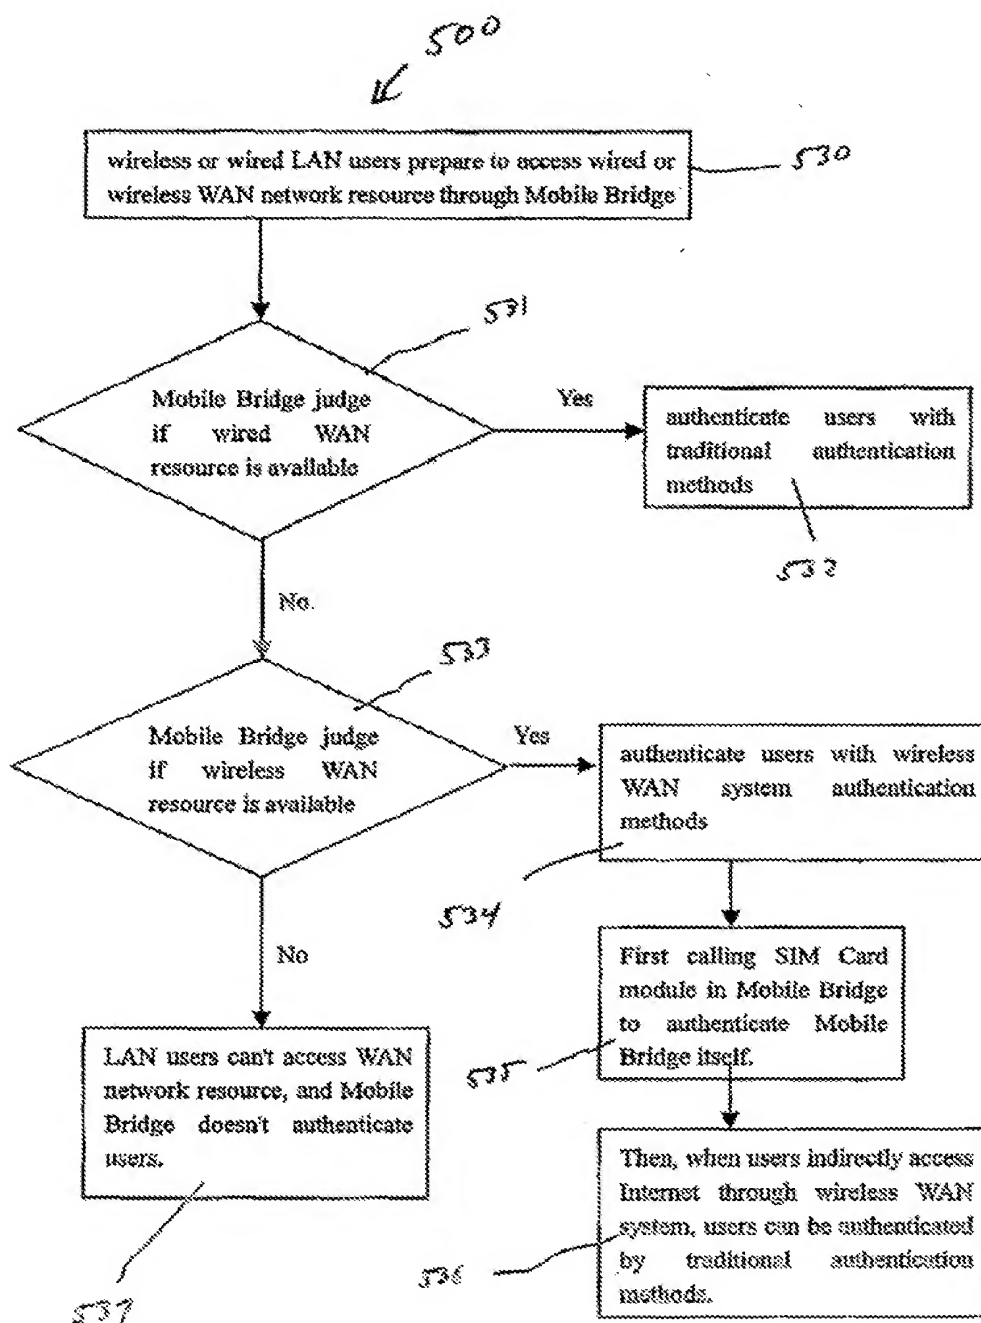 500
wireless or wired LAN users prepare to access wired or
wireless WAN network resource through Mobile Bridge
530
531
Mobile Bridge judge
if wired WAN
resource is available
Yes
authenticate users with
traditional authentication
methods
532
No.
533
Mobile Bridge judge
if wireless WAN
resource is available
Yes
authenticate users with wireless
WAN system authentication
methods
534
No
First calling SIM Card
module in Mobile Bridge
to authenticate Mobile
Bridge itself.
535
LAN users can't access WAN
network resource, and Mobile
Bridge doesn't authenticate
users.
537
Then, when users indirectly access
Internet through wireless WAN
system, users can be authenticated
by traditional authentication
methods.
536